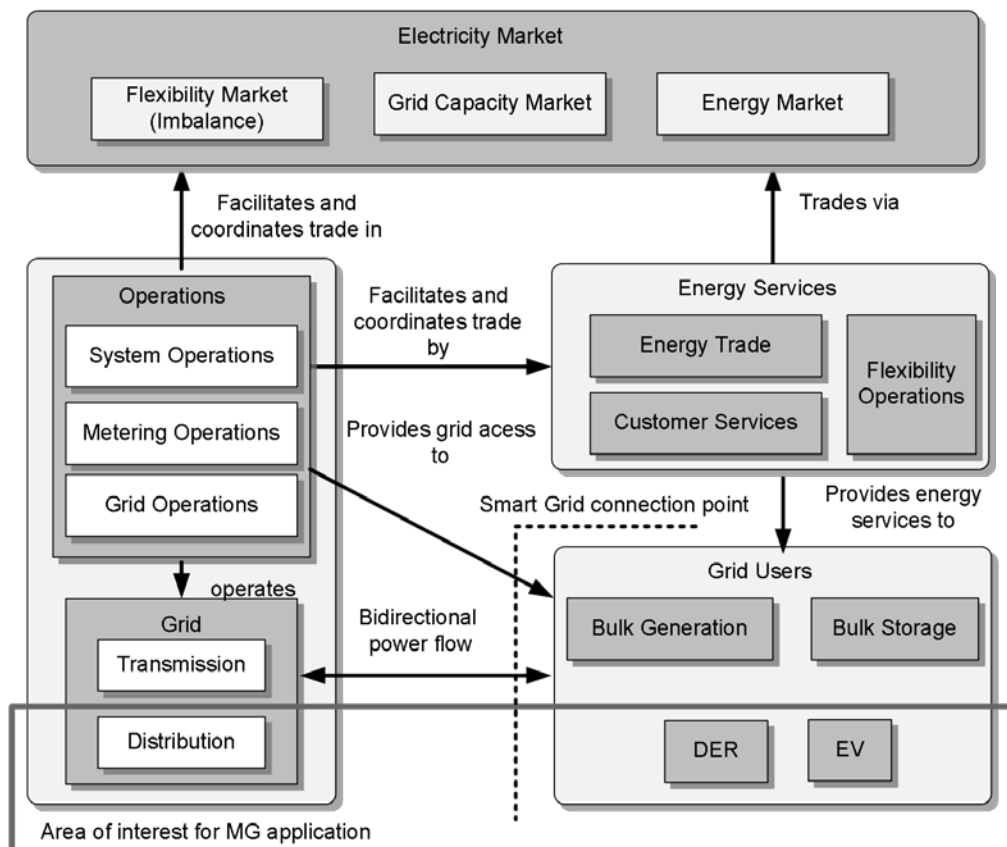 Electricity Market
Flexibility Market
(Imbalance)
Grid Capacity Market
Energy Market
Facilitates and
coordinates trade in
Trades via
Operations
System Operations
Metering Operations
Grid Operations
Facilitates and
coordinates trade
by
Energy Services
Energy Trade
Customer Services
Flexibility
Operations
Provides grid acess
to
Smart Grid connection point
Provides energy
services to
operates
Grid
Transmission
Distribution
Bidirectional
power flow
Grid Users
Bulk Generation
Bulk Storage
DER
EV
Area of interest for MG application